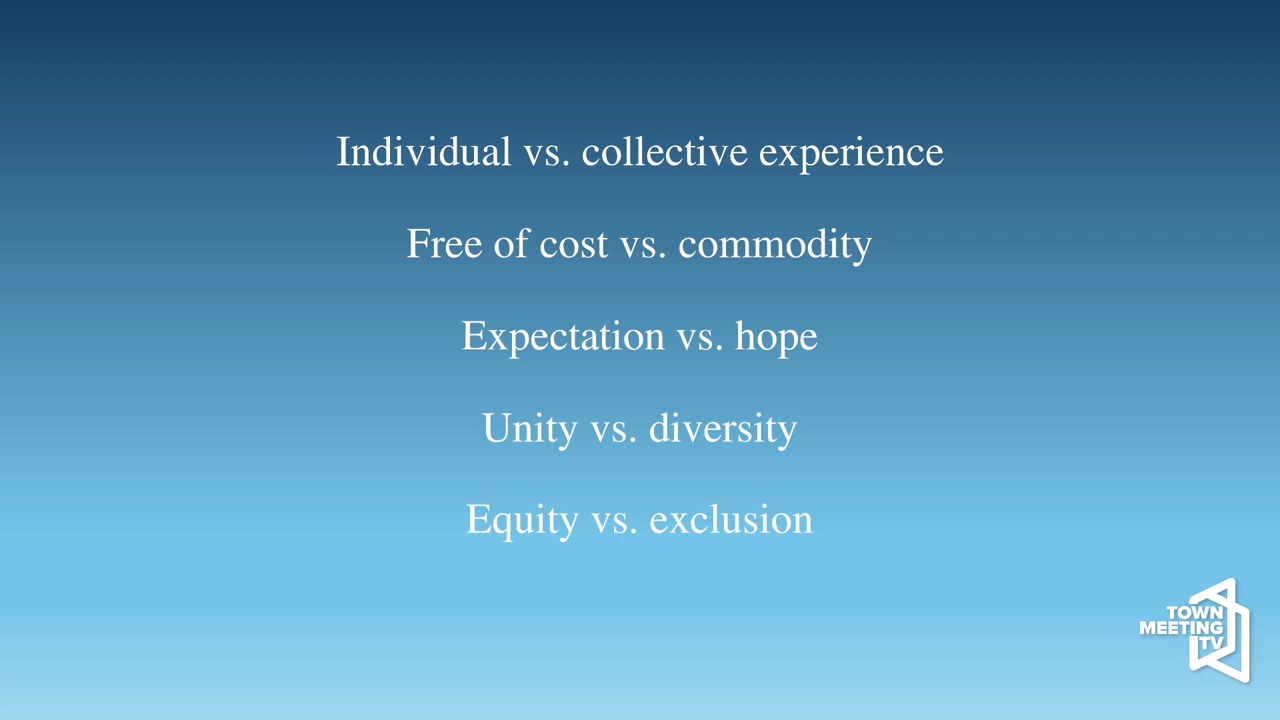 Individual vs. collective experience
Free of cost vs. commodity
Expectation vs. hope
Unity vs. diversity
Equity vs. exclusion
TOWN
MEETING
TV